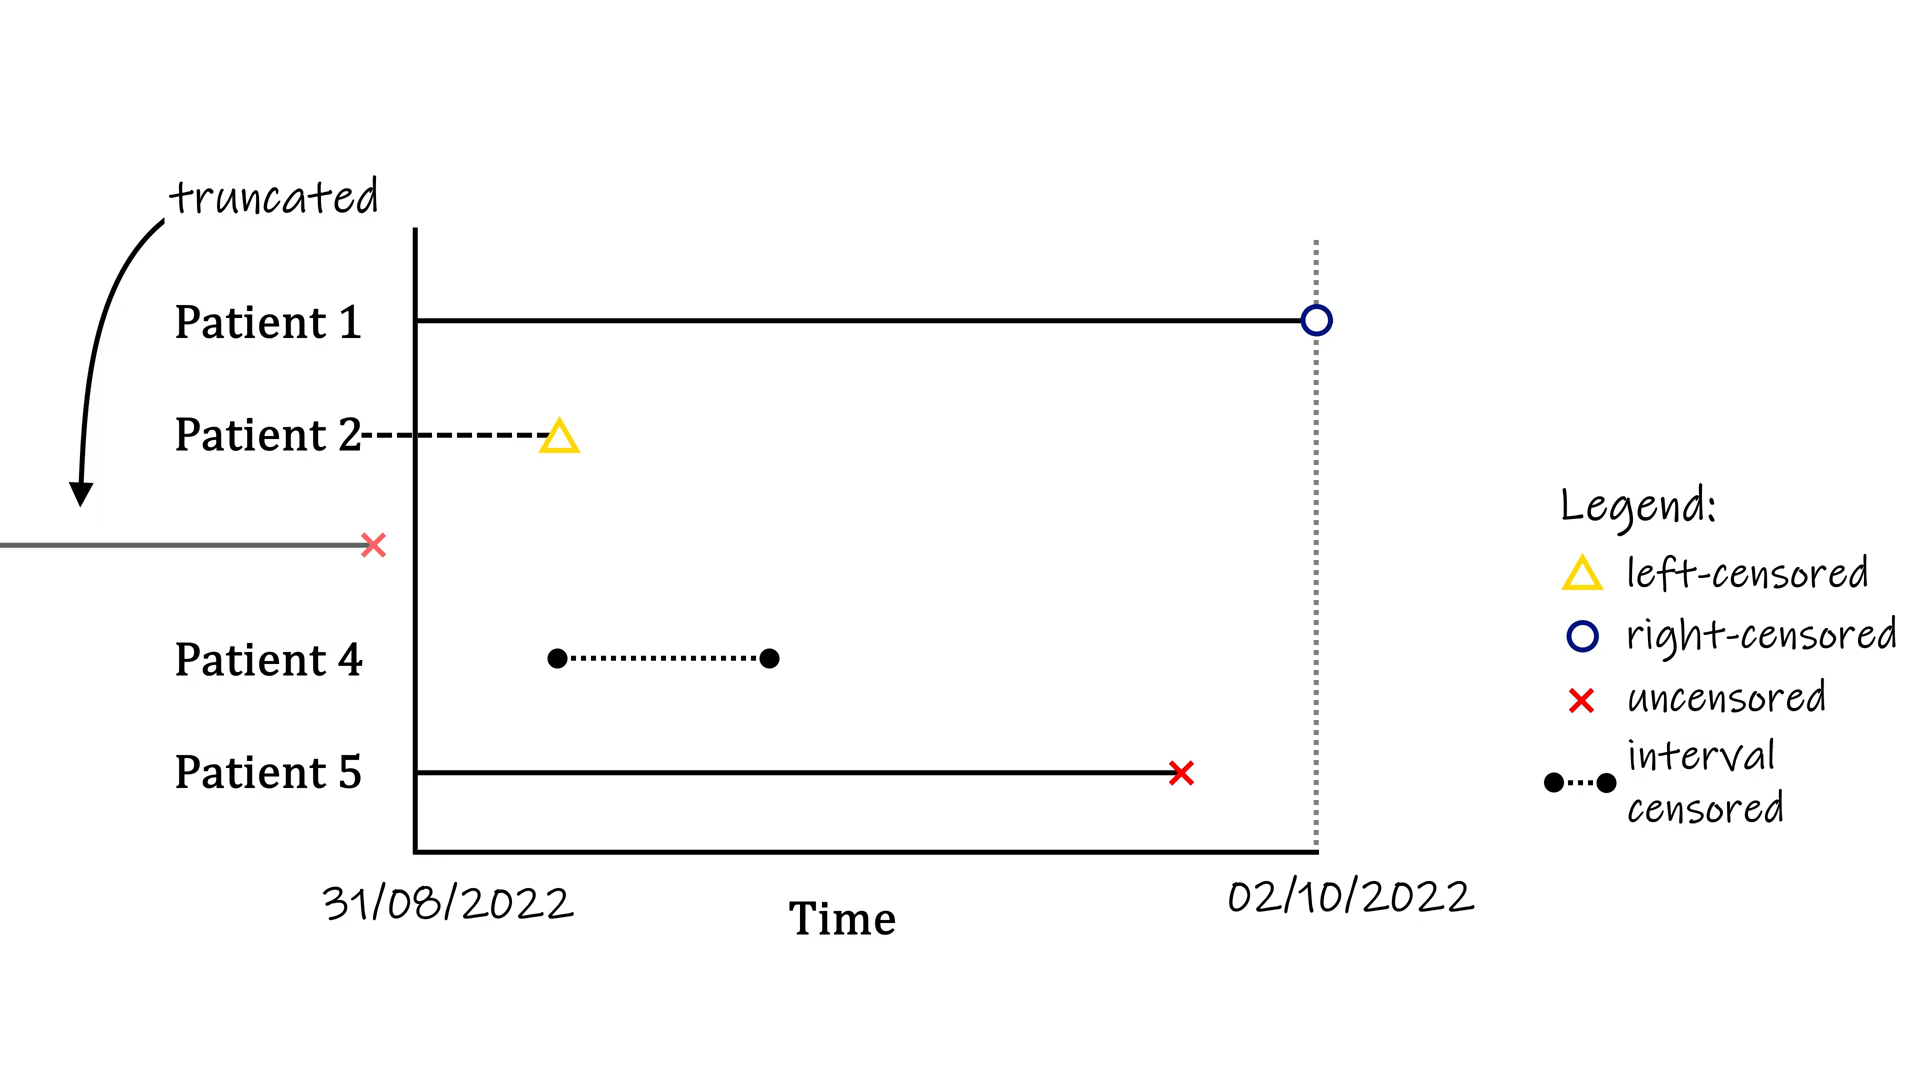 truncated
Patient 1
Patient 2
Patient 4
Patient 5
31/08/2022
Time
02/10/2022
Legend:
left-censored
right-censored
uncensored
interval
censored